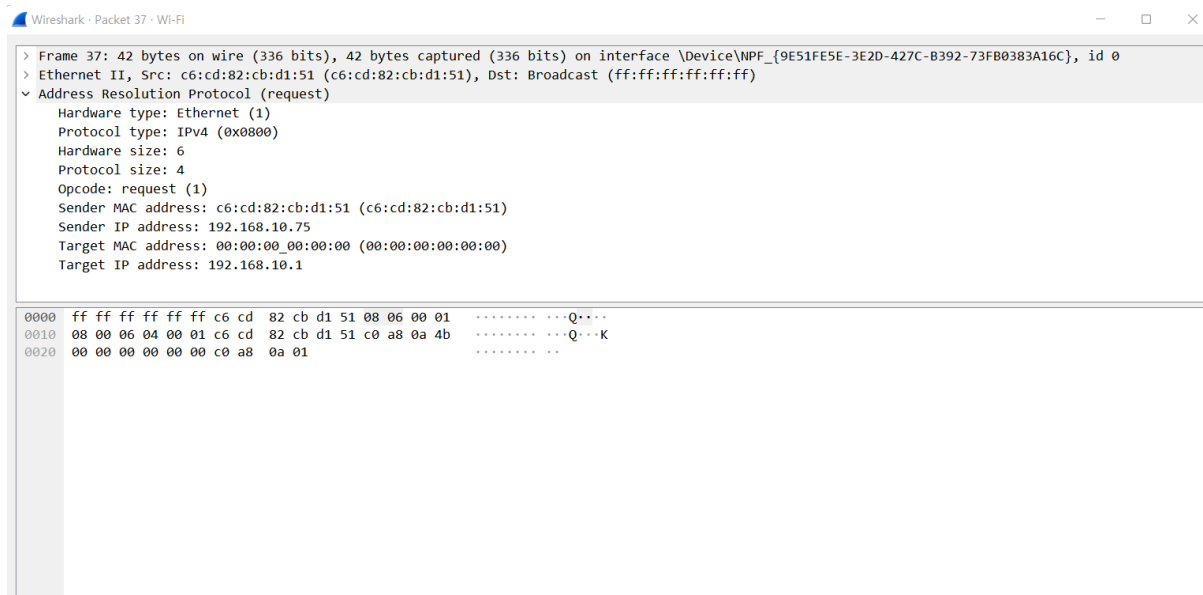 Wireshark · Packet 37 · Wi-Fi
> Frame 37: 42 bytes on wire (336 bits), 42 bytes captured (336 bits) on interface \Device\NPF_{9E51FE5E-3E2D-427C-B392-73FB0383A16C}, id 0
> Ethernet II, Src: c6:cd:82:cb:d1:51 (c6:cd:82:cb:d1:51), Dst: Broadcast (ff:ff:ff:ff:ff:ff)
Address Resolution Protocol (request)
Hardware type: Ethernet (1)
Protocol type: IPv4 (0x0800)
Hardware size: 6
Protocol size: 4
Opcode: request (1)
Sender MAC address: c6:cd:82:cb:d1:51 (c6:cd:82:cb:d1:51)
Sender IP address: 192.168.10.75
Target MAC address: 00:00:00_00:00:00 (00:00:00:00:00:00)
Target IP address: 192.168.10.1
0000 ff ff ff ff ff ff c6 cd 82 cb d1 51 08 06 00 01 ········ ···Q····
0010 08 00 06 04 00 01 c6 cd 82 cb d1 51 c0 a8 0a 4b ········ ···Q···K
0020 00 00 00 00 00 00 c0 a8 0a 01 ········ ··